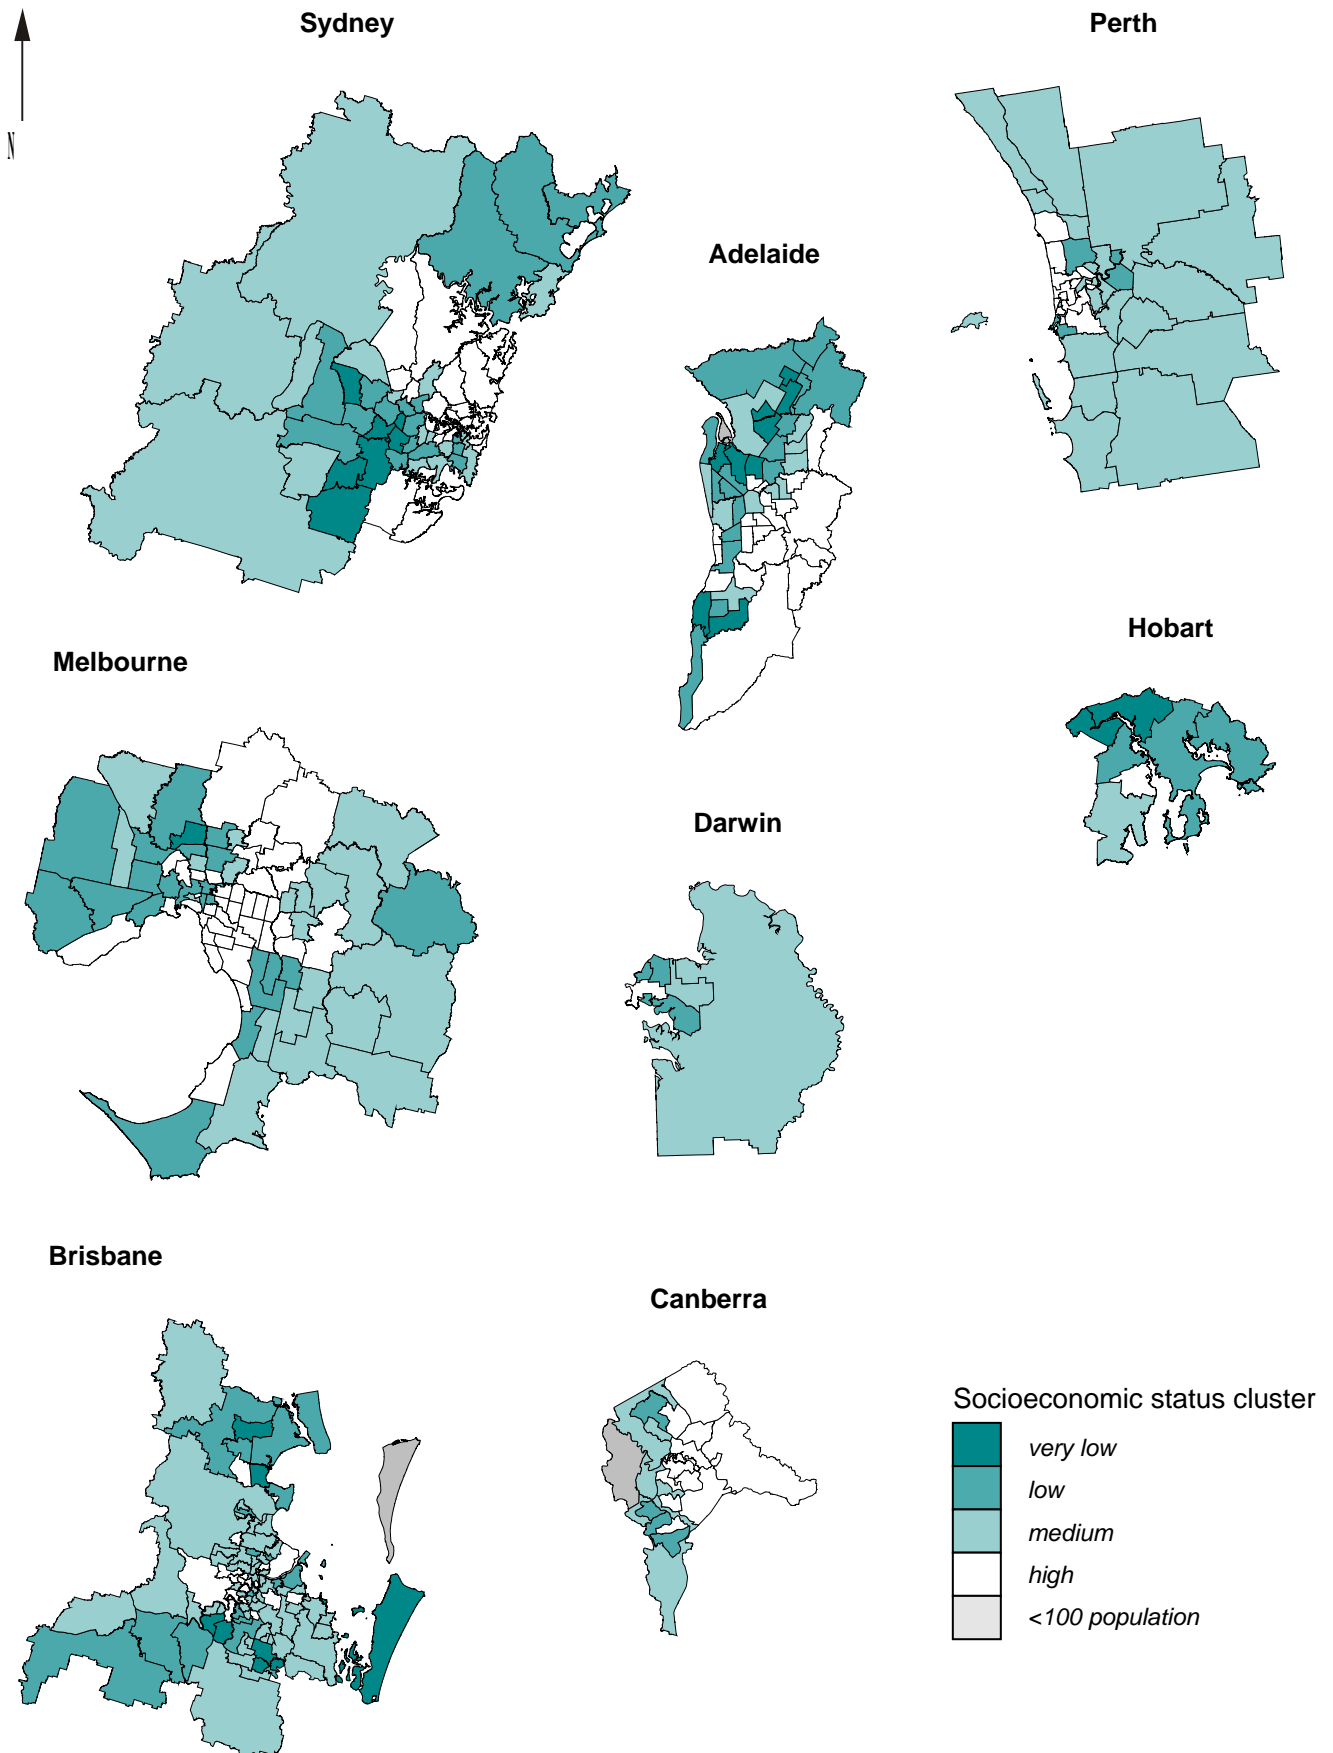 Sydney
Perth
N
Adelaide
Hobart
Melbourne
Darwin
Brisbane
Canberra
Socioeconomic status cluster
very low
low
medium
high
<100 population